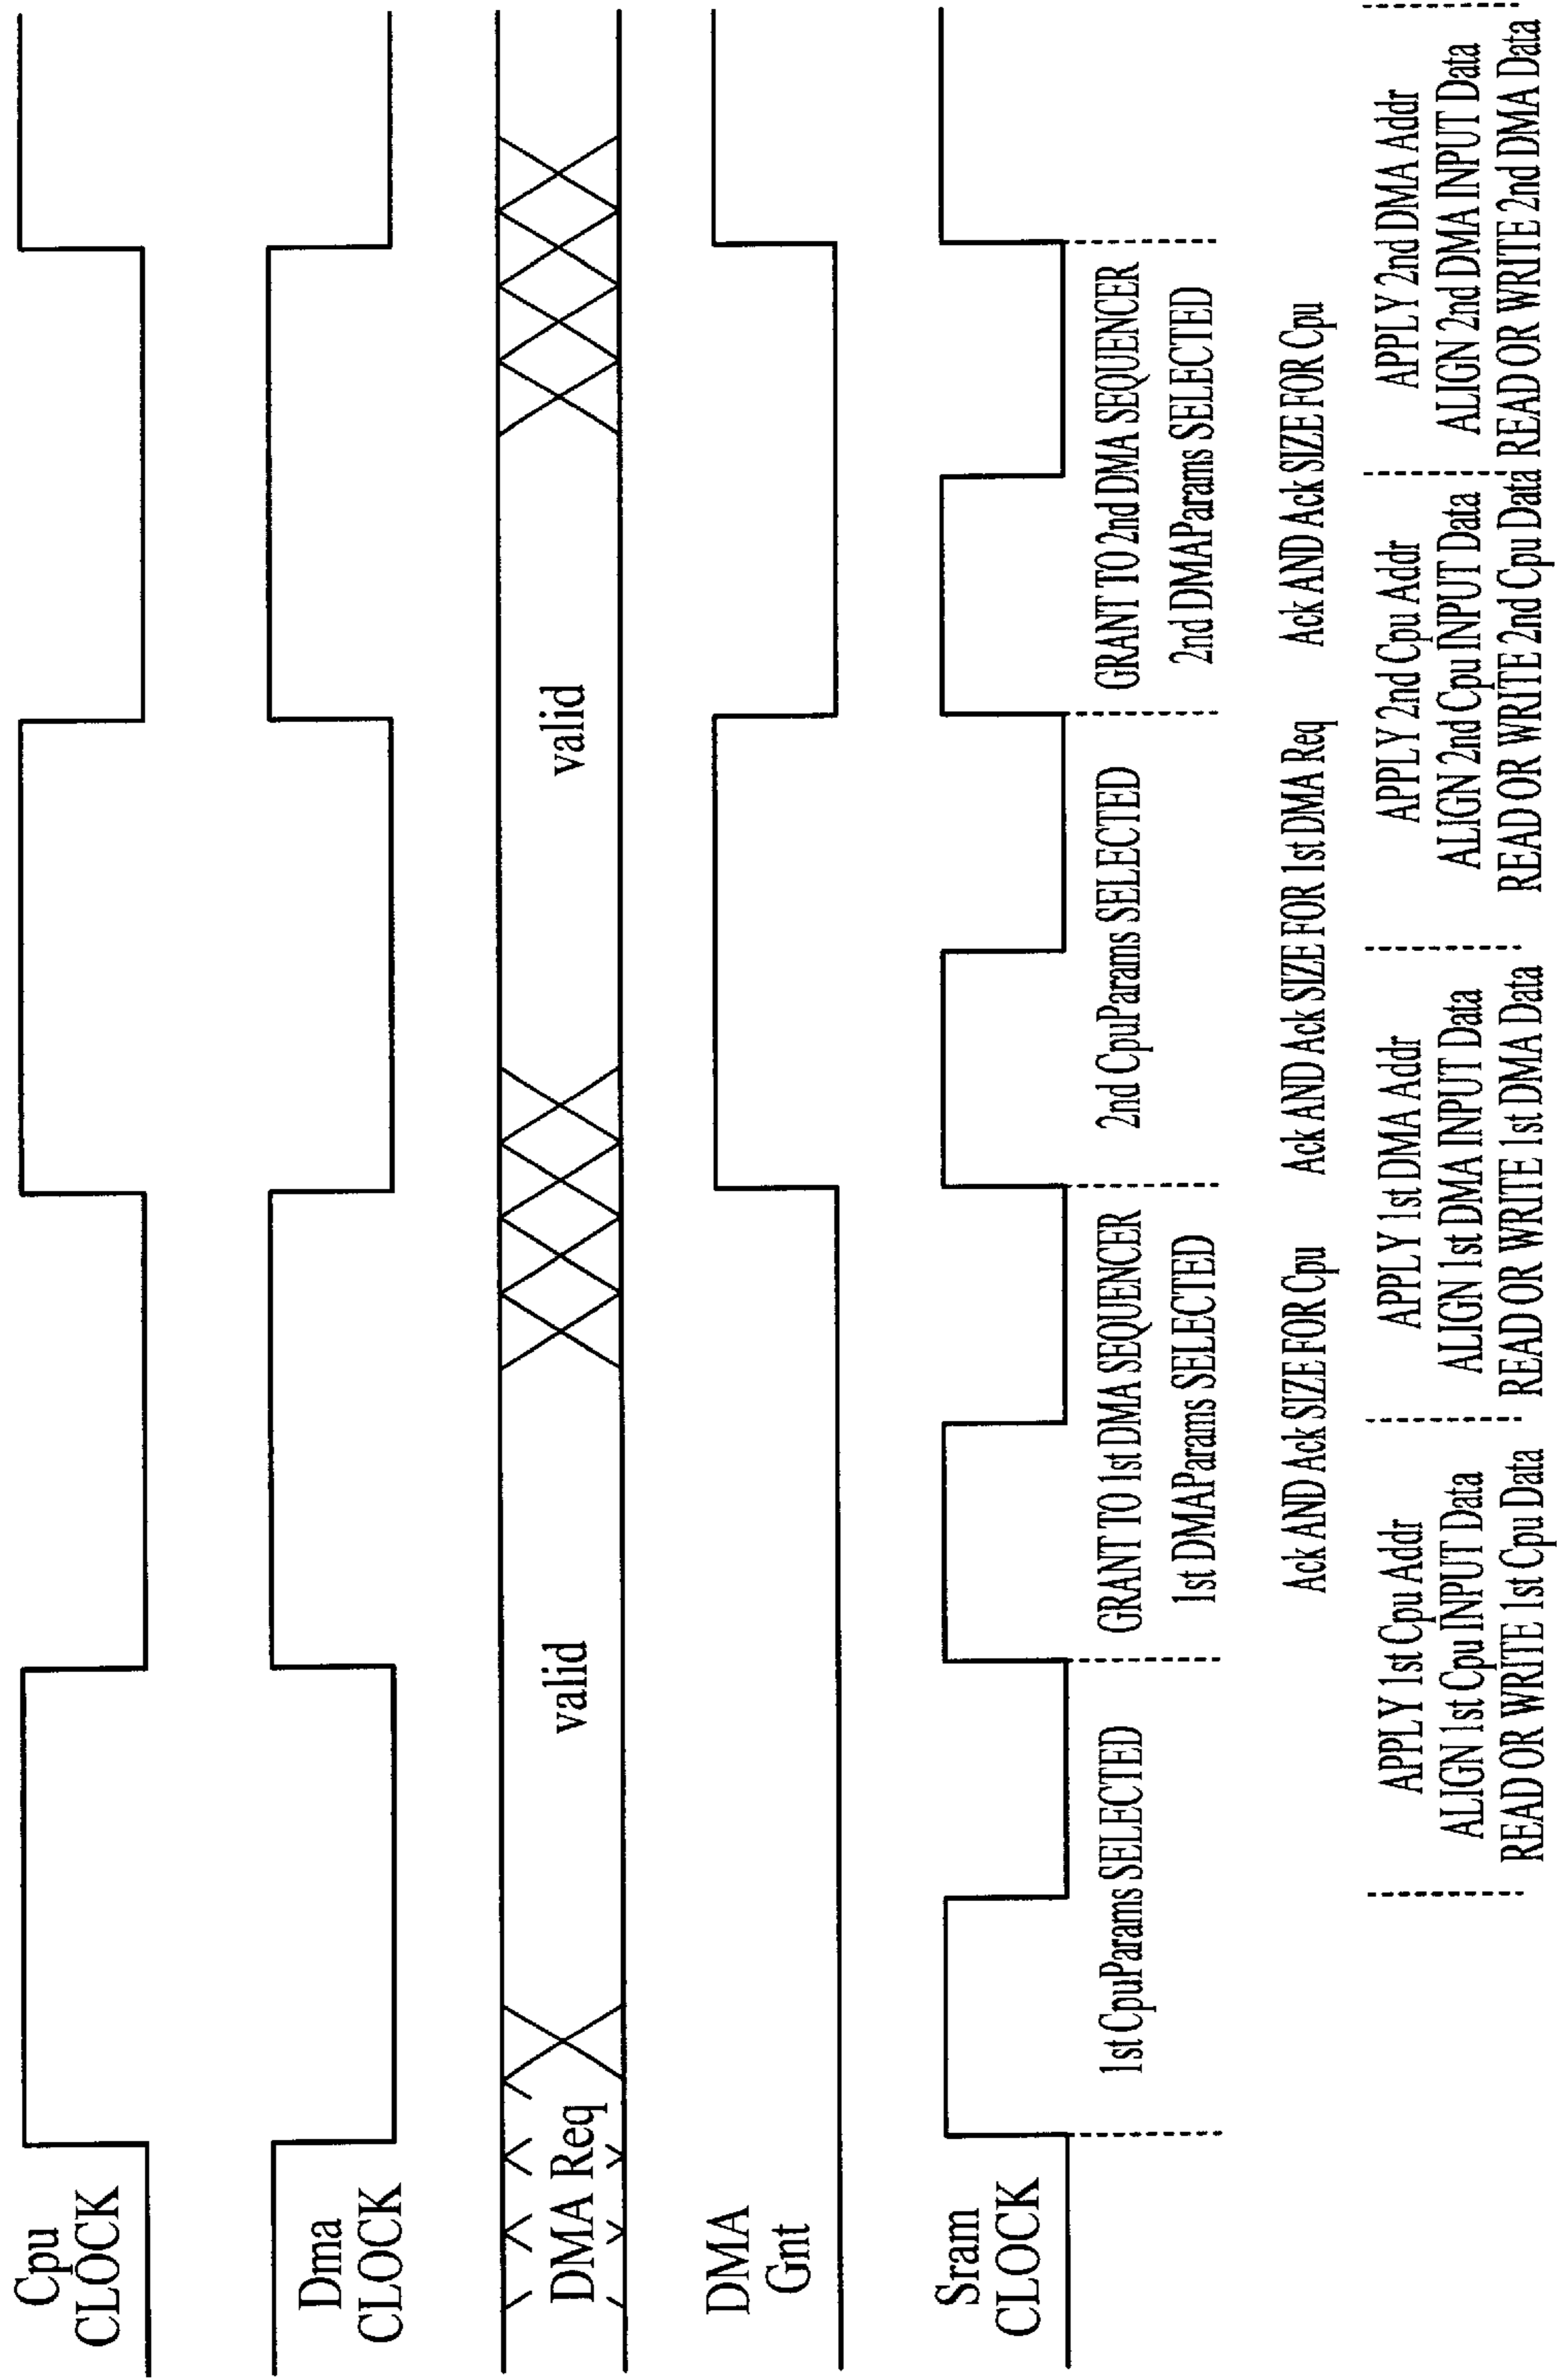 Cpu
CLOCK
Dma
CLOCK
DMA Req
valid
valid
DMA
Gnt
Sram
CLOCK
1st CpuParams SELECTED
GRANT TO 1st DMA SEQUENCER
1st DMAParams SELECTED
2nd CpuParams SELECTED
GRANT TO 2nd DMA SEQUENCER
2nd DMAParams SELECTED
Ack AND Ack SIZE FOR Cpu
Ack AND Ack SIZE FOR 1st DMA Req
Ack AND Ack SIZE FOR Cpu
APPLY 1st Cpu Addr
ALIGN 1st Cpu INPUT Data
READ OR WRITE 1st Cpu Data
APPLY 1st DMA Addr
ALIGN 1st DMA INPUT Data
READ OR WRITE 1st DMA Data
APPLY 2nd Cpu Addr
ALIGN 2nd Cpu INPUT Data
READ OR WRITE 2nd Cpu Data
APPLY 2nd DMA Addr
ALIGN 2nd DMA INPUT Data
READ OR WRITE 2nd DMA Data